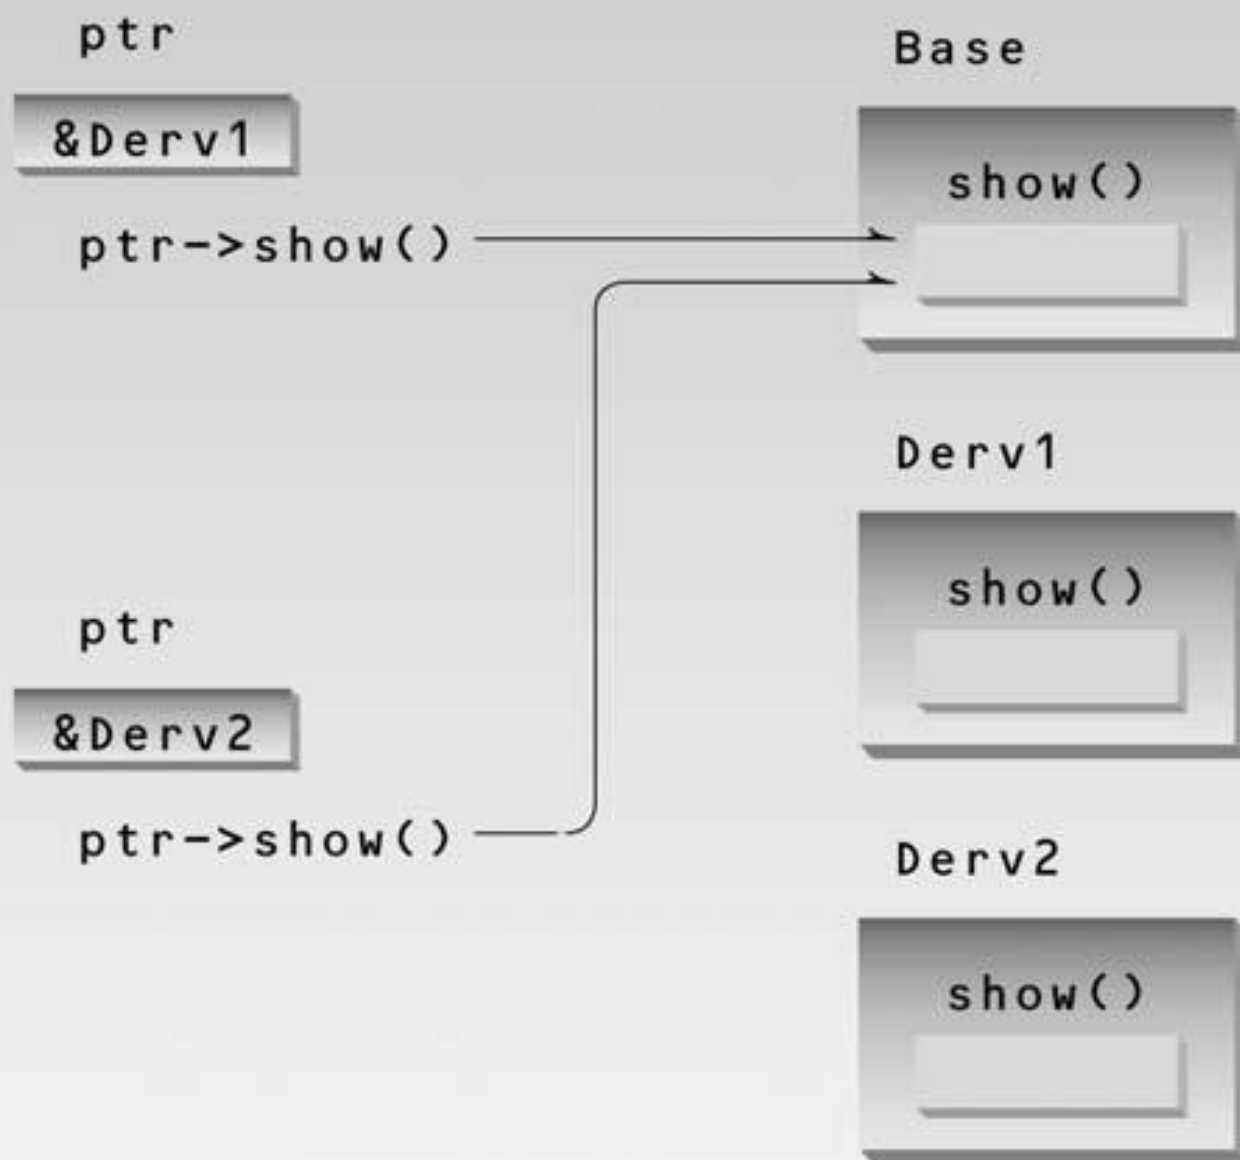 ptr
&Derv1
ptr->show()
ptr
&Derv2
ptr->show()
Base
show()
Derv1
show()
Derv2
show()